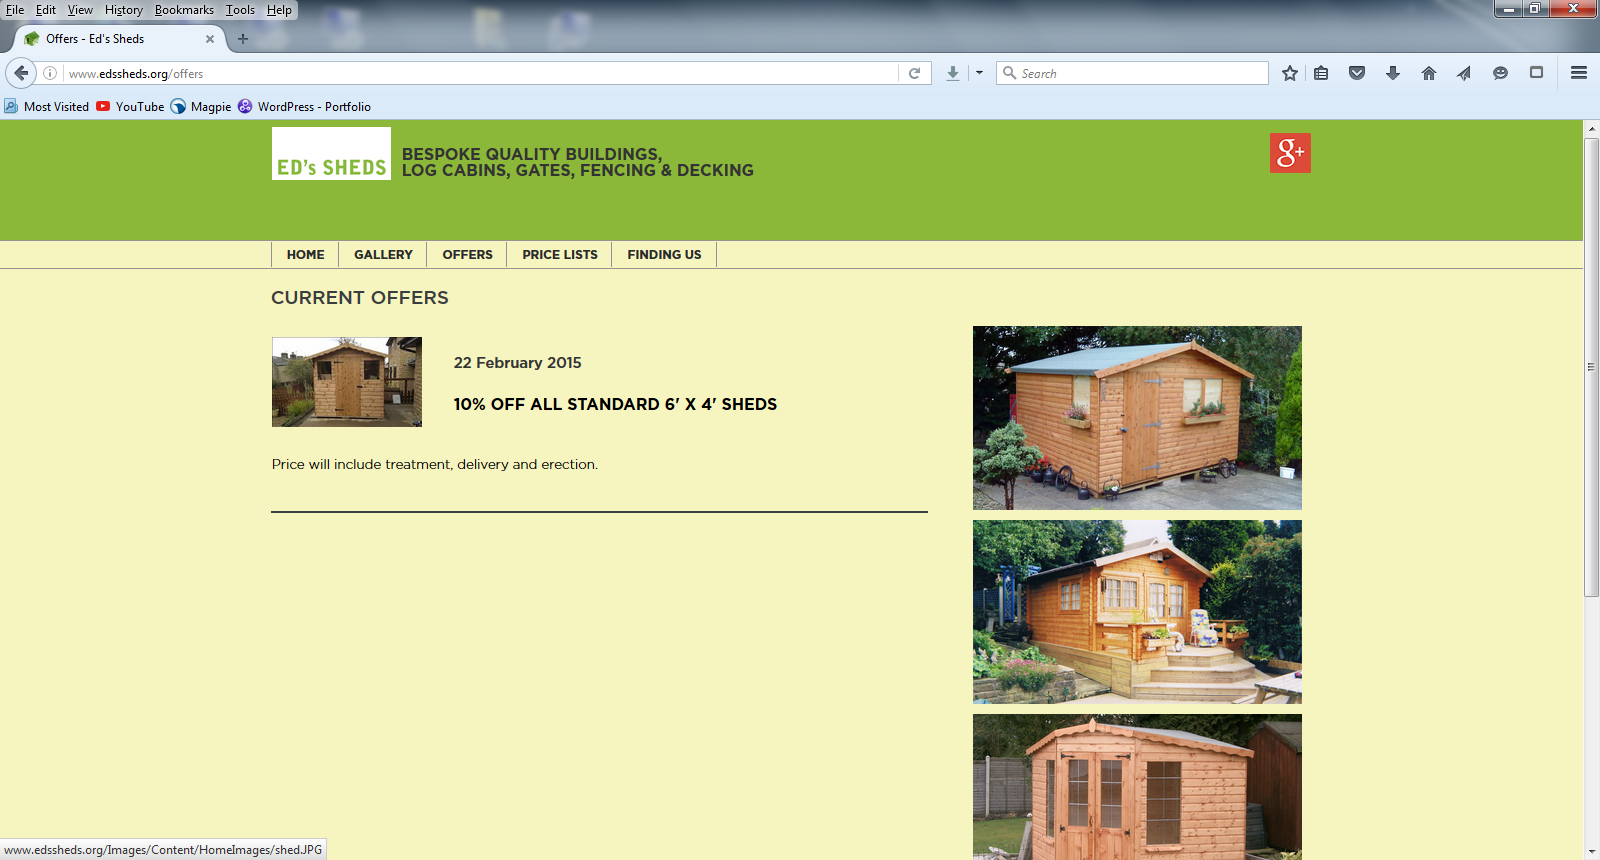 File Edit View History Bookmarks Tools Help
Offers - Ed's Sheds
www.edssheds.org/offers
Search
Most Visited YouTube Magpie WordPress - Portfolio
ED's SHEDS
BESPOKE QUALITY BUILDINGS,
LOG CABINS, GATES, FENCING & DECKING
g+
HOME GALLERY OFFERS PRICE LISTS FINDING US
CURRENT OFFERS
22 February 2015
10% OFF ALL STANDARD 6' X 4' SHEDS
Price will include treatment, delivery and erection.
www.edssheds.org/Images/Content/HomeImages/shed.JPG